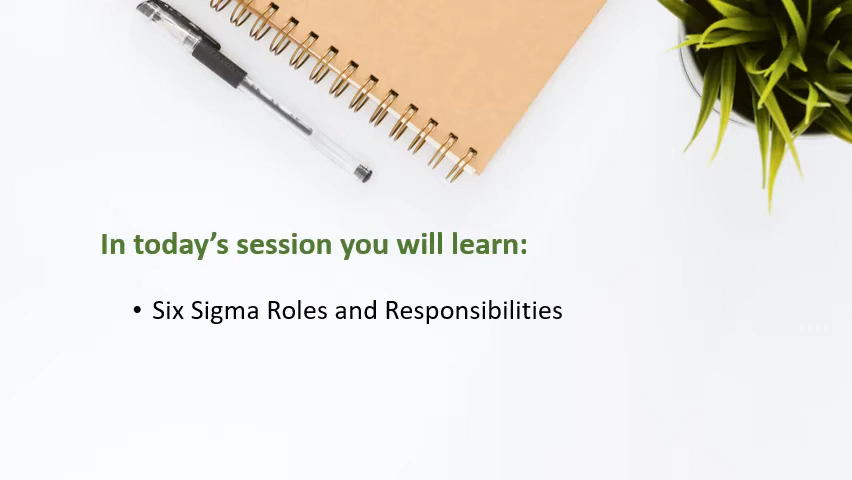 In today’s session you will learn:
• Six Sigma Roles and Responsibilities